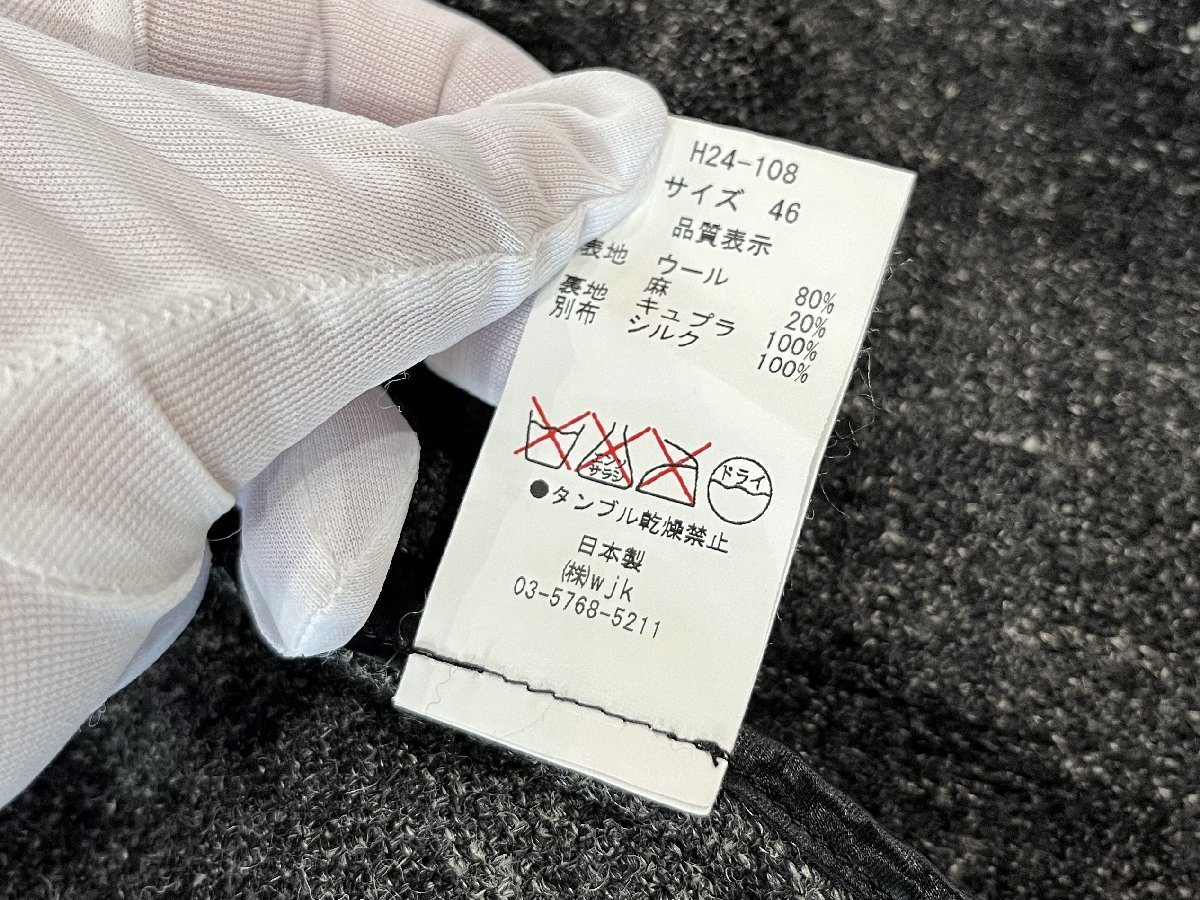 H24-108
サイズ 46
品質表示
表地 ウール 80%
麻 20%
裏地 キュプラ 100%
別布 シルク 100%
エンソ
サラシ
ドライ
●タンブル乾燥禁止
日本製
㈱wjk
03-5768-5211